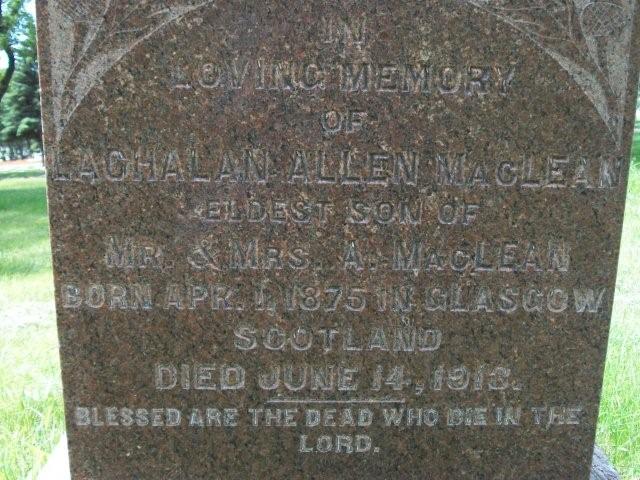 IN
LOVING MEMORY
OF
LACHALAN ALLEN MACLEAN
ELDEST SON OF
MR. & MRS. A. MACLEAN
BORN APR. 1, 1875 IN GLASGOW
SCOTLAND
DIED JUNE 14, 1913.
BLESSED ARE THE DEAD WHO DIE IN THE
LORD.